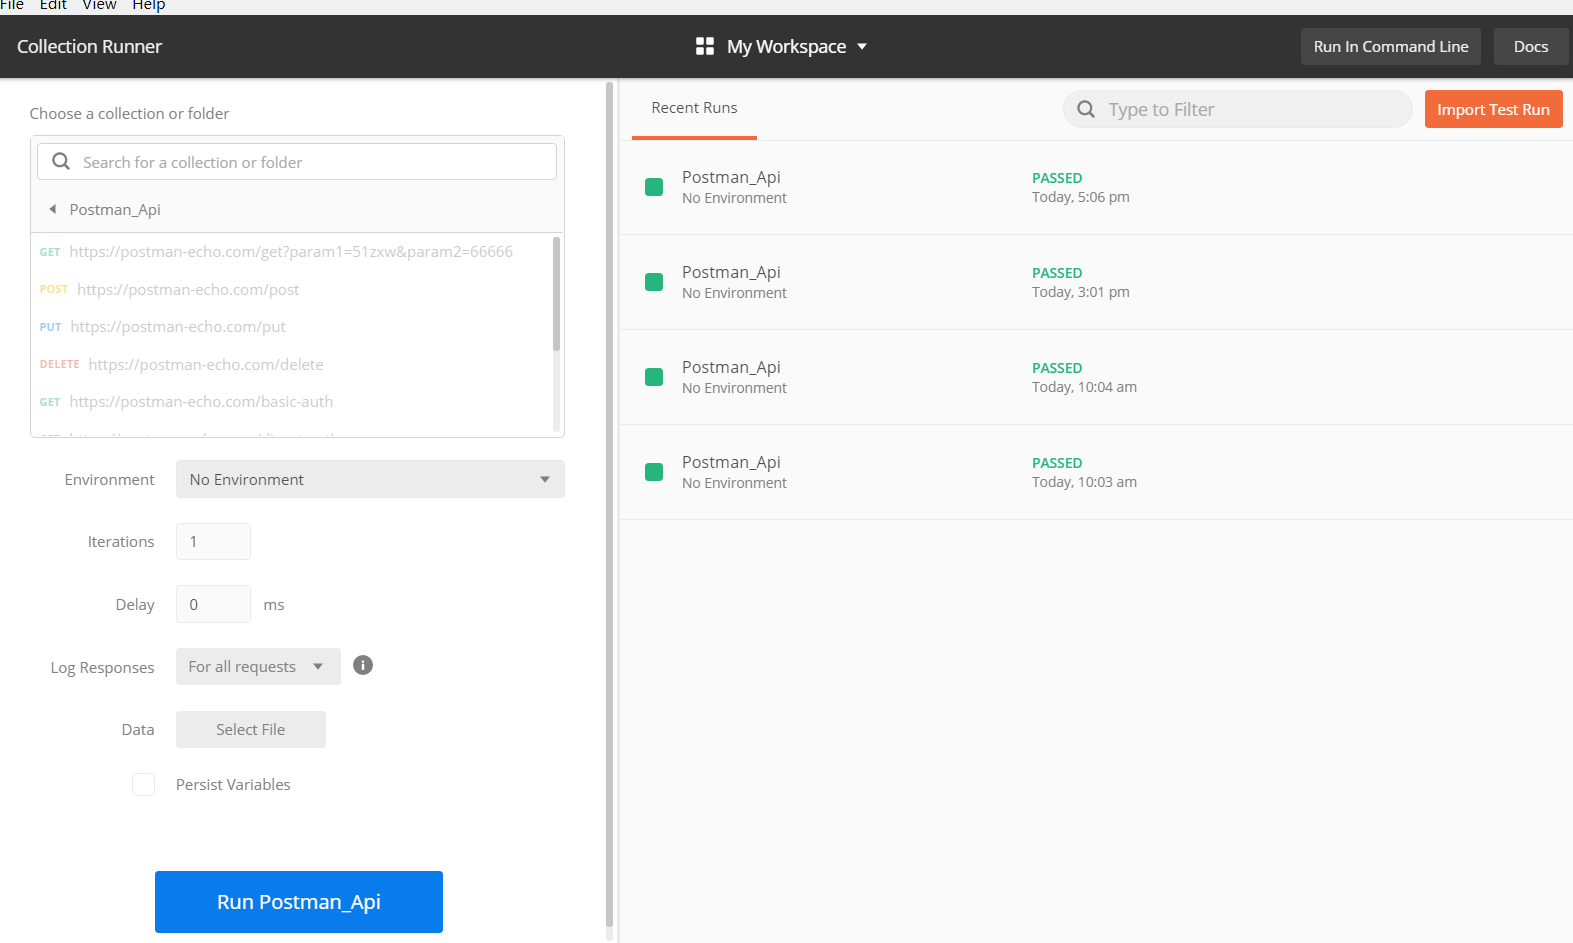 File Edit View Help
Collection Runner
My Workspace
Run In Command Line
Docs
Choose a collection or folder
Search for a collection or folder
Postman_Api
GET https://postman-echo.com/get?param1=51zxw&param2=66666
POST https://postman-echo.com/post
PUT https://postman-echo.com/put
DELETE https://postman-echo.com/delete
GET https://postman-echo.com/basic-auth
Environment No Environment
Iterations 1
Delay 0 ms
Log Responses For all requests
Data Select File
Persist Variables
Run Postman_Api
Recent Runs
Type to Filter
Import Test Run
Postman_Api PASSED
No Environment Today, 5:06 pm
Postman_Api PASSED
No Environment Today, 3:01 pm
Postman_Api PASSED
No Environment Today, 10:04 am
Postman_Api PASSED
No Environment Today, 10:03 am